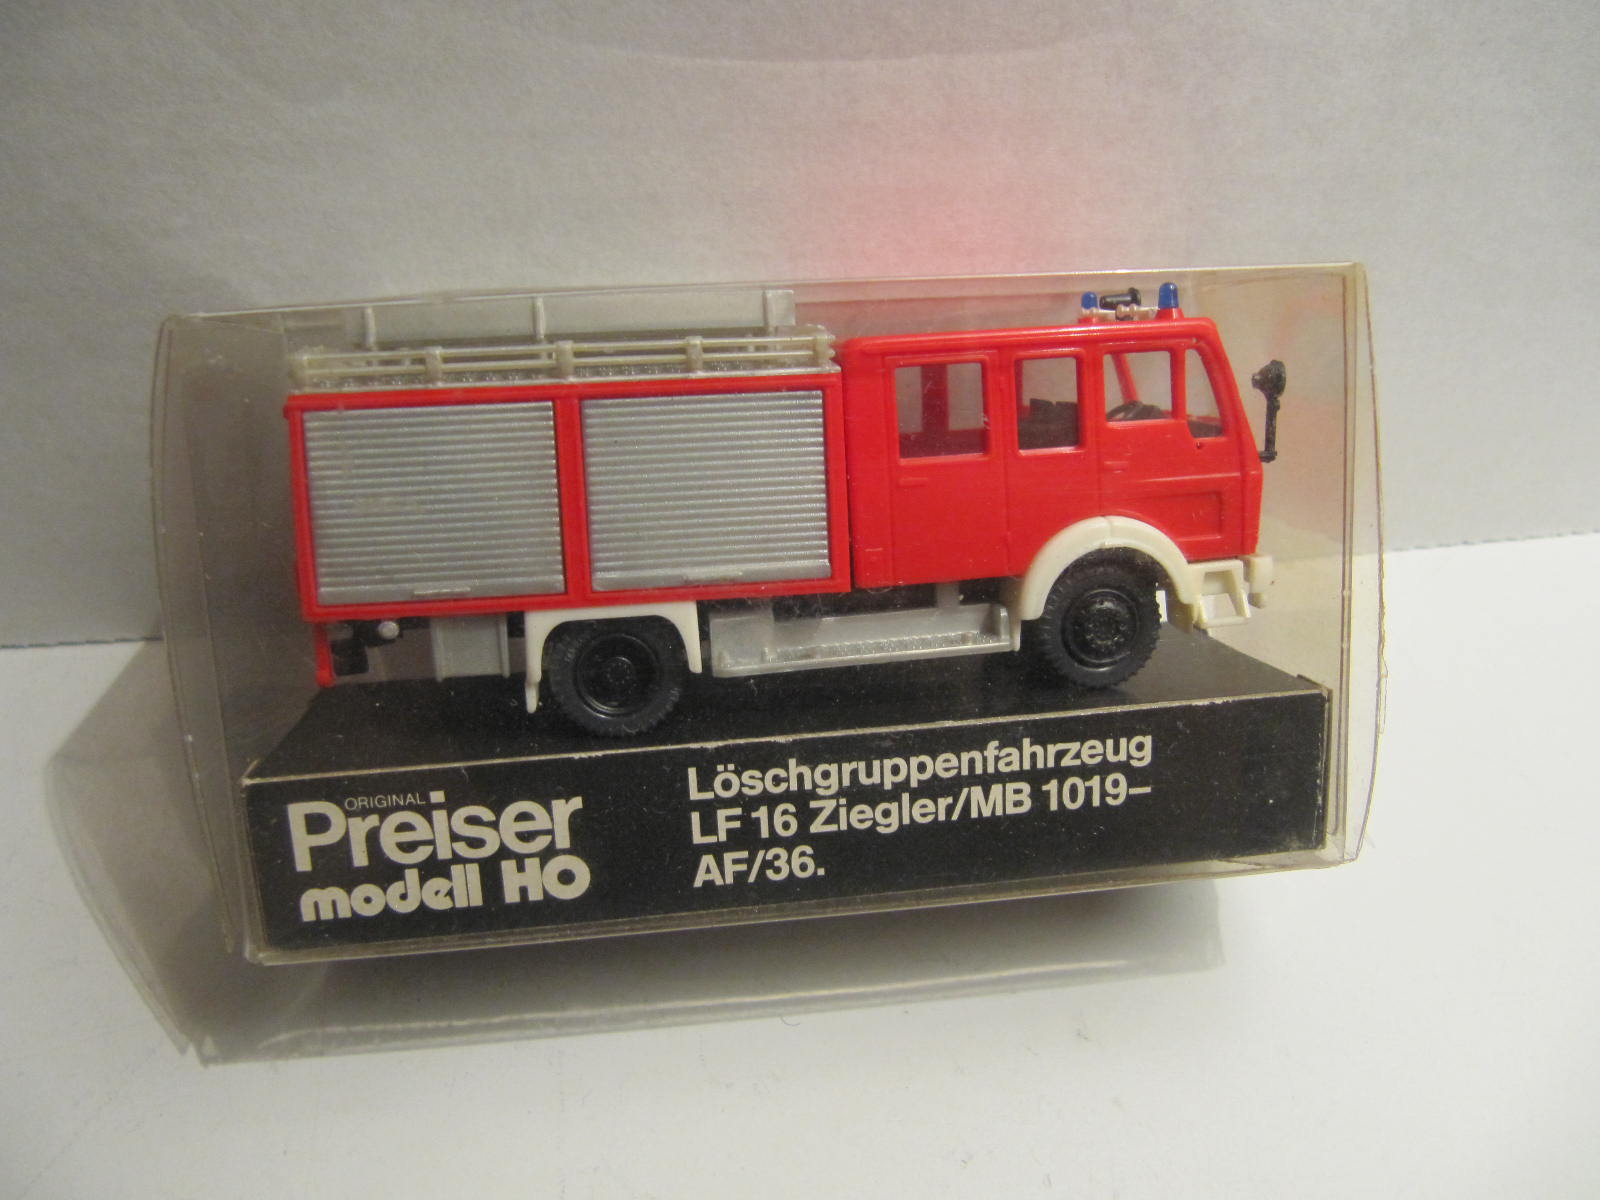 ORIGINAL
Preiser
modell HO
Löschgruppenfahrzeug
LF 16 Ziegler/MB 1019–
AF/36.